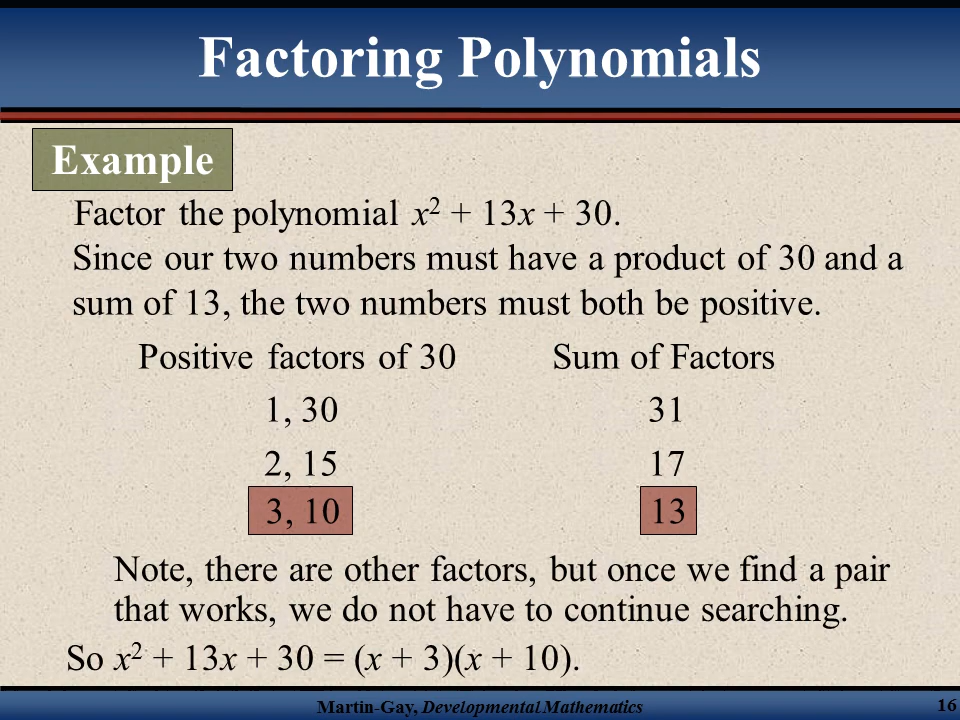 Factoring Polynomials
Example
Factor the polynomial x² + 13x + 30.
Since our two numbers must have a product of 30 and a
sum of 13, the two numbers must both be positive.
Positive factors of 30 Sum of Factors
1, 30 31
2, 15 17
3, 10 13
Note, there are other factors, but once we find a pair
that works, we do not have to continue searching.
So x² + 13x + 30 = (x + 3)(x + 10).
Martin-Gay, Developmental Mathematics 16